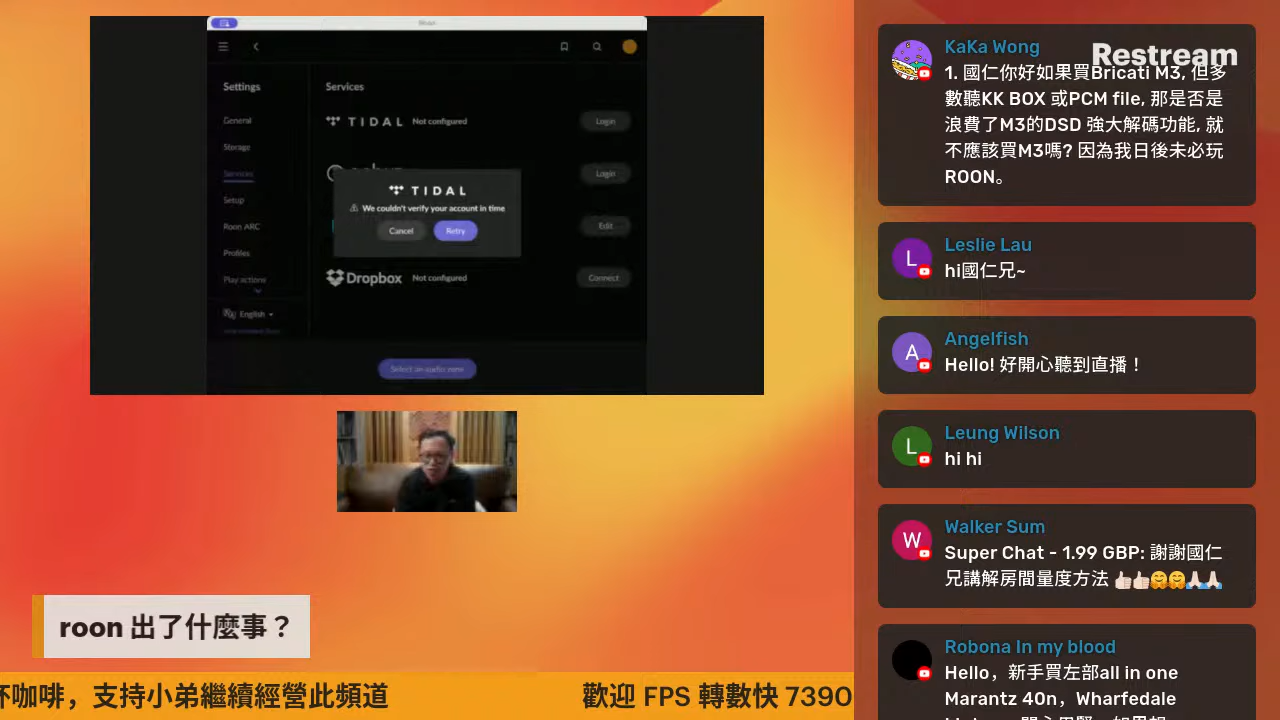 Roon
Settings
Services
General
TIDAL Not configured
Login
Storage
Services
Login
TIDAL
Setup
We couldn't verify your account in time
Roon ARC
Cancel
Retry
Edit
Profiles
Play actions
Dropbox Not configured
Connect
English
Select an audio zone
roon 出了什麼事？
杯咖啡，支持小弟繼續經營此頻道
歡迎 FPS 轉數快 7390
Restream
KaKa Wong
1. 國仁你好如果買Bricati M3, 但多
數聽KK BOX 或PCM file, 那是否是
浪費了M3的DSD 強大解碼功能, 就
不應該買M3嗎? 因為我日後未必玩
ROON。
L
Leslie Lau
hi國仁兄~
A
Angelfish
Hello! 好開心聽到直播！
L
Leung Wilson
hi hi
W
Walker Sum
Super Chat - 1.99 GBP: 謝謝國仁
兄講解房間量度方法 👍🏻👍🏻🤗🤗🙏🏻🙏🏻
Robona In my blood
Hello，新手買左部all in one
Marantz 40n，Wharfedale